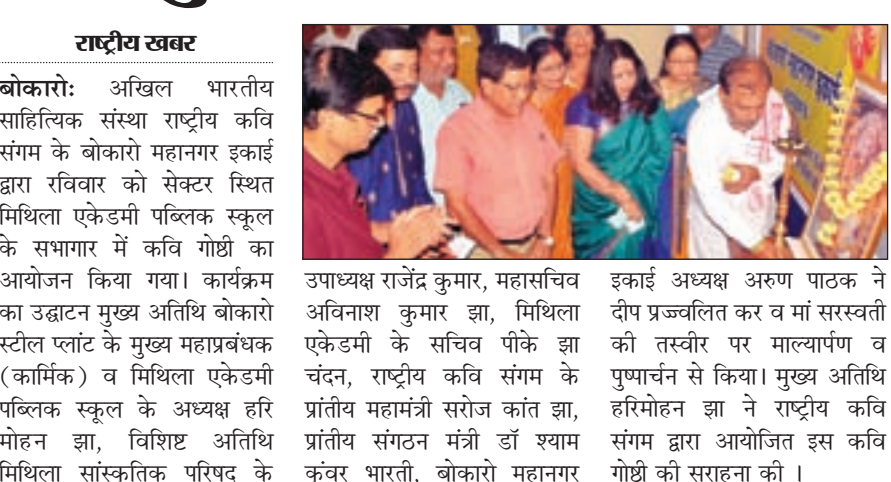 राष्ट्रीय खबर
बोकारो: अखिल भारतीय
साहित्यिक संस्था राष्ट्रीय कवि
संगम के बोकारो महानगर इकाई
द्वारा रविवार को सेक्टर स्थित
मिथिला एकेडमी पब्लिक स्कूल
के सभागार में कवि गोष्ठी का
आयोजन किया गया। कार्यक्रम
का उद्घाटन मुख्य अतिथि बोकारो
स्टील प्लांट के मुख्य महाप्रबंधक
(कार्मिक) व मिथिला एकेडमी
पब्लिक स्कूल के अध्यक्ष हरि
मोहन झा, विशिष्ट अतिथि
मिथिला सांस्कृतिक परिषद के
उपाध्यक्ष राजेंद्र कुमार, महासचिव
अविनाश कुमार झा, मिथिला
एकेडमी के सचिव पीके झा
चंदन, राष्ट्रीय कवि संगम के
प्रांतीय महामंत्री सरोज कांत झा,
प्रांतीय संगठन मंत्री डॉ श्याम
कुंवर भारती, बोकारो महानगर
इकाई अध्यक्ष अरुण पाठक ने
दीप प्रज्ज्वलित कर व मां सरस्वती
की तस्वीर पर माल्यार्पण व
पुष्पार्चन से किया। मुख्य अतिथि
हरिमोहन झा ने राष्ट्रीय कवि
संगम द्वारा आयोजित इस कवि
गोष्ठी की सराहना की ।